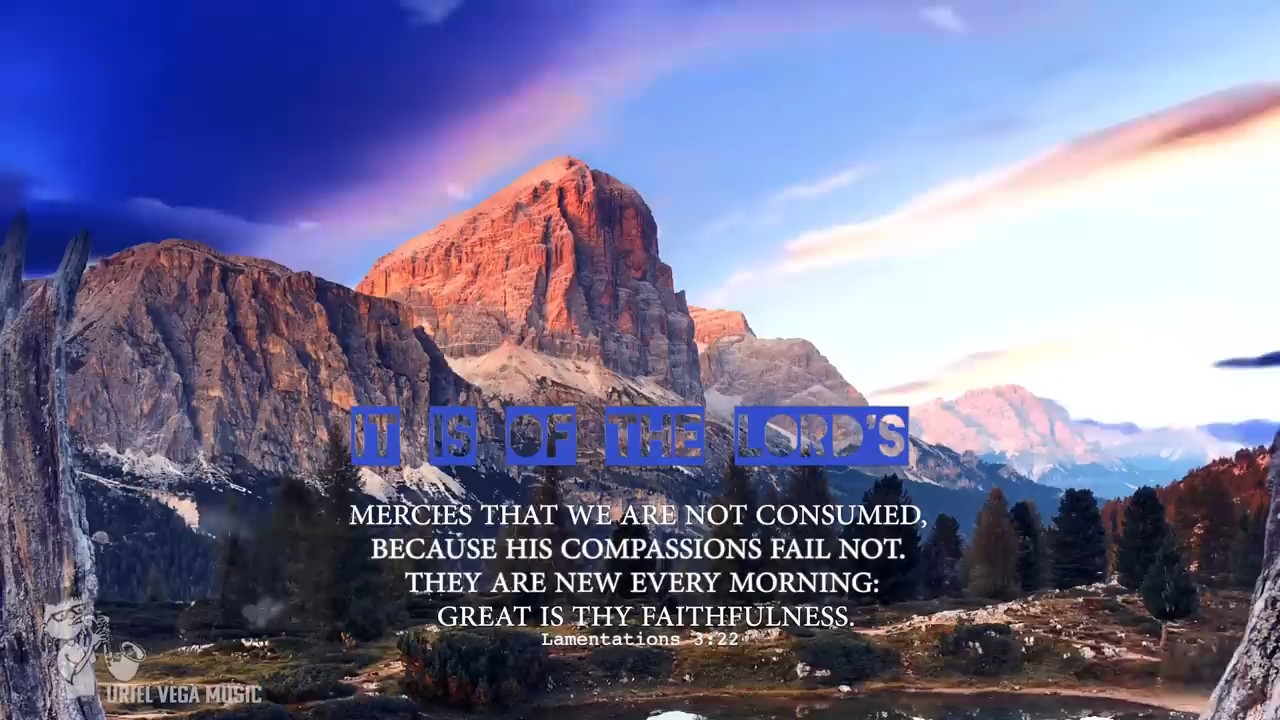 IT IS OF THE LORD'S
MERCIES THAT WE ARE NOT CONSUMED,
BECAUSE HIS COMPASSIONS FAIL NOT.
THEY ARE NEW EVERY MORNING:
GREAT IS THY FAITHFULNESS.
Lamentations 3:22
URIEL VEGA MUSIC